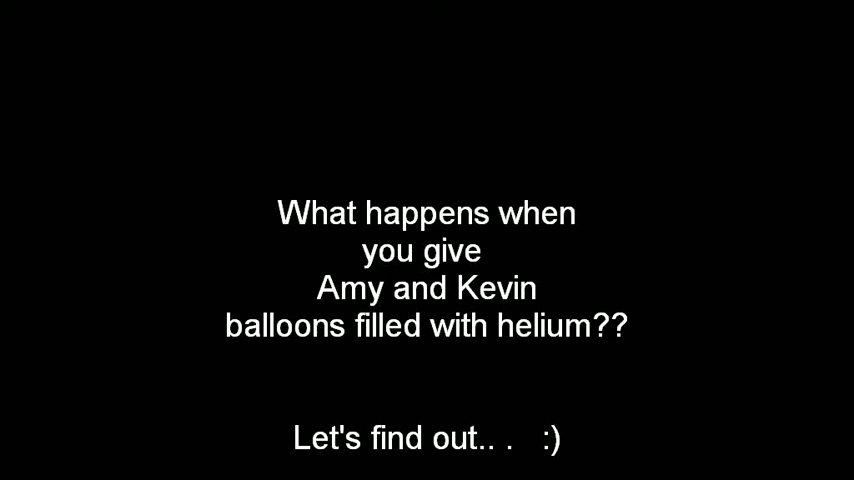 What happens when
you give
Amy and Kevin
balloons filled with helium??
Let's find out.. .   :)